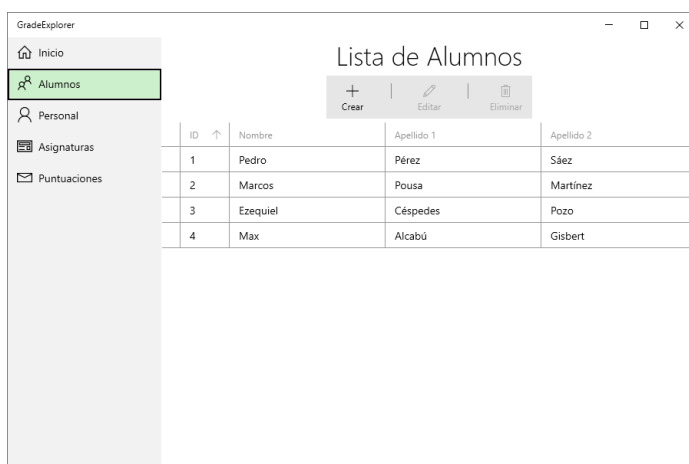 GradeExplorer
Inicio
Alumnos
Personal
Asignaturas
Puntuaciones
Lista de Alumnos
Crear Editar Eliminar
ID Nombre Apellido 1 Apellido 2
1 Pedro Pérez Sáez
2 Marcos Pousa Martínez
3 Ezequiel Céspedes Pozo
4 Max Alcabú Gisbert